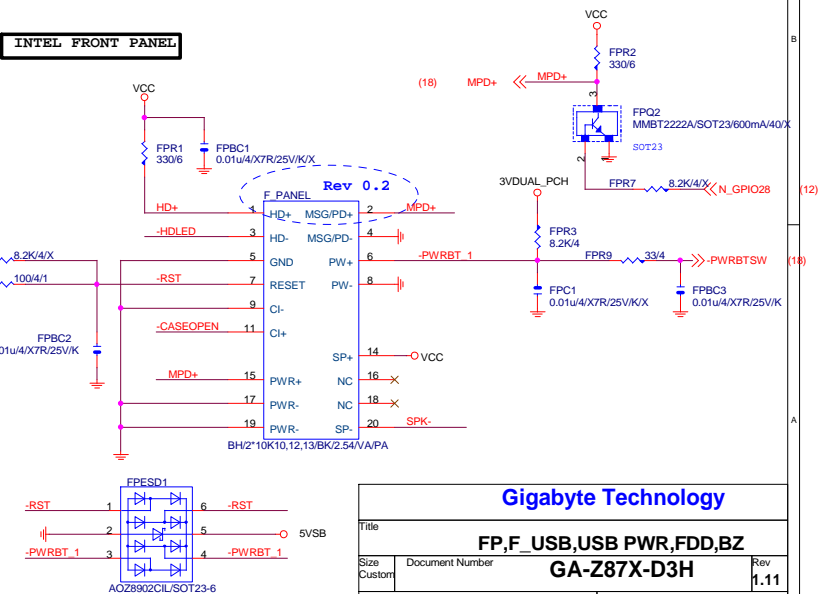 INTEL FRONT PANEL
VCC
FPR1
330/6
FPBC1
0.01u/4/X7R/25V/K/X
F_PANEL
Rev 0.2
HD+ 1 HD+ MSG/PD+ 2 MPD+
-HDLED 3 HD- MSG/PD- 4
5 GND PW+ 6 -PWRBT_1
-RST 7 RESET PW- 8
9 CI-
-CASEOPEN 11 CI+
SP+ 14 VCC
MPD+ 15 PWR+ NC 16
17 PWR- NC 18
19 PWR- SP- 20 SPK-
BH/2*10K10,12,13/BK/2.54/VA/PA
8.2K/4/X
100/4/1
FPBC2
01u/4/X7R/25V/K
VCC
FPR2
330/6
(18) MPD+ MPD+
3
FPQ2
MMBT2222A/SOT23/600mA/40/X
SOT23
2
3VDUAL_PCH
FPR7 8.2K/4/X N_GPIO28 (12)
FPR3
8.2K/4
FPR9 33/4 -PWRBTSW (18)
FPC1
0.01u/4/X7R/25V/K/X
FPBC3
0.01u/4/X7R/25V/K
B
A
FPESD1
-RST 1 6 -RST
2 5 5VSB
-PWRBT_1 3 4 -PWRBT_1
AOZ8902CIL/SOT23-6
Gigabyte Technology
Title
FP,F_USB,USB PWR,FDD,BZ
Size Document Number Rev
Custom GA-Z87X-D3H 1.11